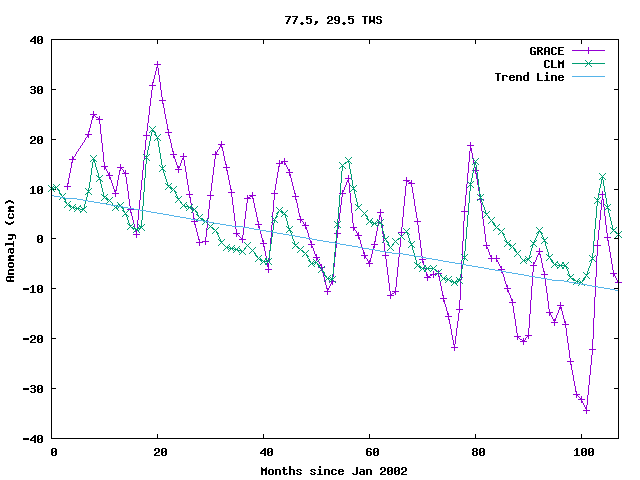 77.5, 29.5 TWS
GRACE
CLM
Trend Line
40
30
20
10
0
-10
-20
-30
-40
Anomaly (cm)
0 20 40 60 80 100
Months since Jan 2002